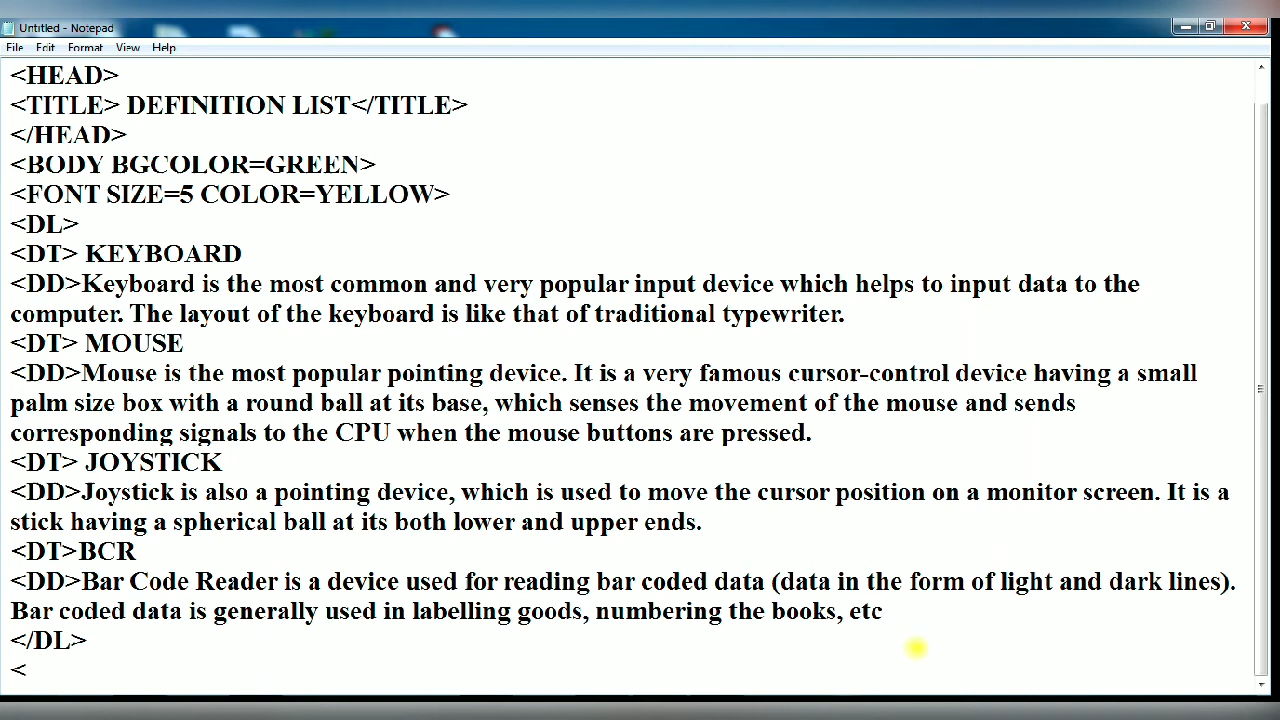 Untitled - Notepad
File Edit Format View Help
<HEAD>
<TITLE> DEFINITION LIST</TITLE>
</HEAD>
<BODY BGCOLOR=GREEN>
<FONT SIZE=5 COLOR=YELLOW>
<DL>
<DT> KEYBOARD
<DD>Keyboard is the most common and very popular input device which helps to input data to the
computer. The layout of the keyboard is like that of traditional typewriter.
<DT> MOUSE
<DD>Mouse is the most popular pointing device. It is a very famous cursor-control device having a small
palm size box with a round ball at its base, which senses the movement of the mouse and sends
corresponding signals to the CPU when the mouse buttons are pressed.
<DT> JOYSTICK
<DD>Joystick is also a pointing device, which is used to move the cursor position on a monitor screen. It is a
stick having a spherical ball at its both lower and upper ends.
<DT>BCR
<DD>Bar Code Reader is a device used for reading bar coded data (data in the form of light and dark lines).
Bar coded data is generally used in labelling goods, numbering the books, etc
</DL>
<